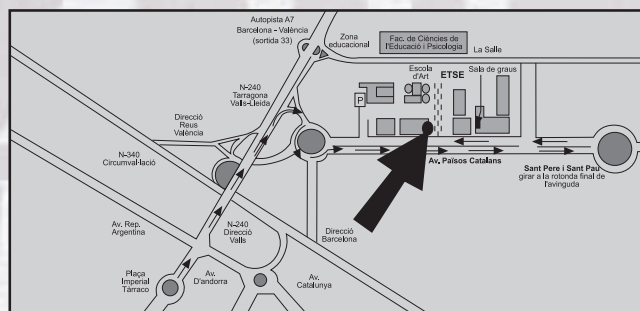 Autopista A7
Barcelona - València
(sortida 33)
Zona
educacional
Fac. de Ciències de
l'Educació i Psicologia
La Salle
Escola
d'Art
ETSE
Sala de graus
N-240
Tarragona
Valls-Lleida
P
Direcció
Reus
València
N-340
Circumval·lació
Av. Països Catalans
Sant Pere i Sant Pau
girar a la rotonda final de
l'avinguda
Av. Rep.
Argentina
N-240
Direcció
Valls
Direcció
Barcelona
Plaça
Imperial
Tàrraco
Av.
D'andorra
Av.
Catalunya